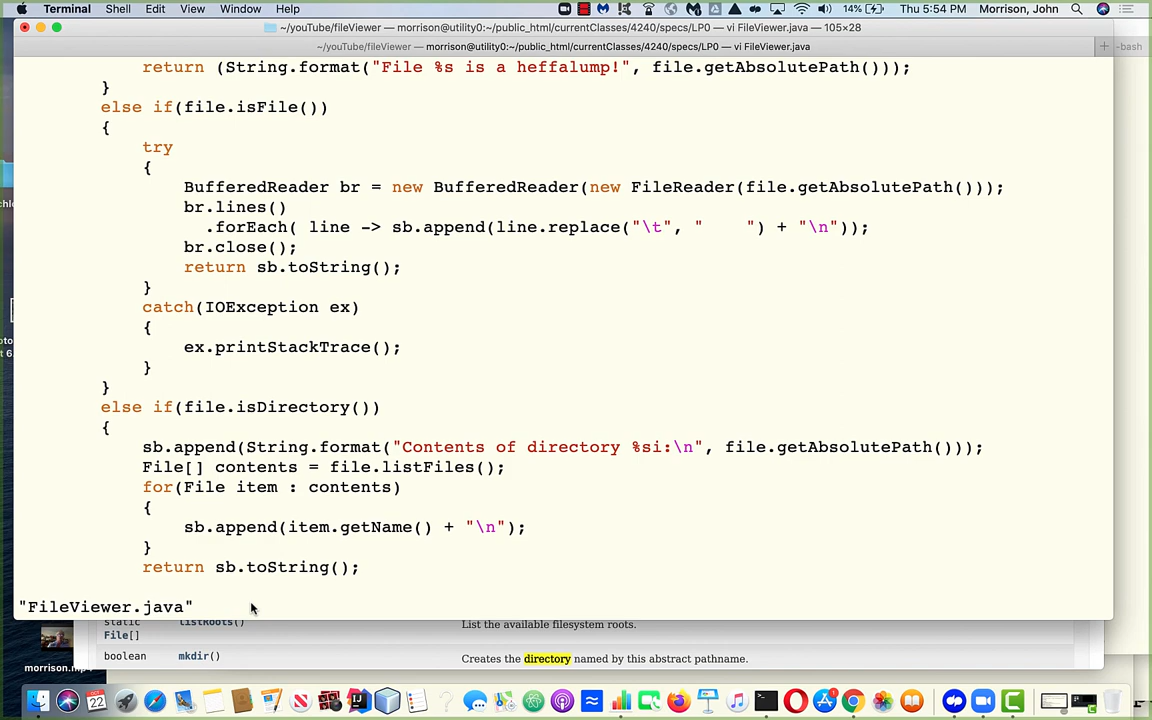 Terminal Shell Edit View Window Help 14% Thu 5:54 PM Morrison, John
~/youTube/fileViewer — morrison@utility0:~/public_html/currentClasses/4240/specs/LP0 — vi FileViewer.java — 105×28
~/youTube/fileViewer — morrison@utility0:~/public_html/currentClasses/4240/specs/LP0 — vi FileViewer.java
-bash
return (String.format("File %s is a heffalump!", file.getAbsolutePath()));
}
else if(file.isFile())
{
try
{
BufferedReader br = new BufferedReader(new FileReader(file.getAbsolutePath()));
br.lines()
.forEach( line -> sb.append(line.replace("\t", "    ") + "\n"));
br.close();
return sb.toString();
}
catch(IOException ex)
{
ex.printStackTrace();
}
}
else if(file.isDirectory())
{
sb.append(String.format("Contents of directory %si:\n", file.getAbsolutePath()));
File[] contents = file.listFiles();
for(File item : contents)
{
sb.append(item.getName() + "\n");
}
return sb.toString();
"FileViewer.java"
static listRoots() List the available filesystem roots.
File[]
boolean mkdir() Creates the directory named by this abstract pathname.